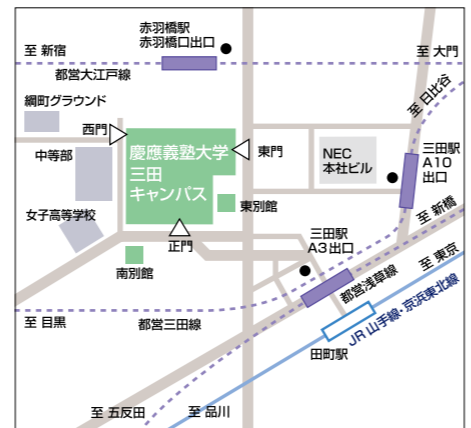 赤羽橋駅
赤羽橋口出口
至 新宿
至 大門
都営大江戸線
至 日比谷
綱町グラウンド
西門
中等部
慶應義塾大学
三田
キャンパス
東門
NEC
本社ビル
三田駅
A10
出口
女子高等学校
東別館
至 新橋
正門
三田駅
A3出口
南別館
都営浅草線
至 東京
至 目黒
都営三田線
JR 山手線・京浜東北線
田町駅
至 五反田
至 品川